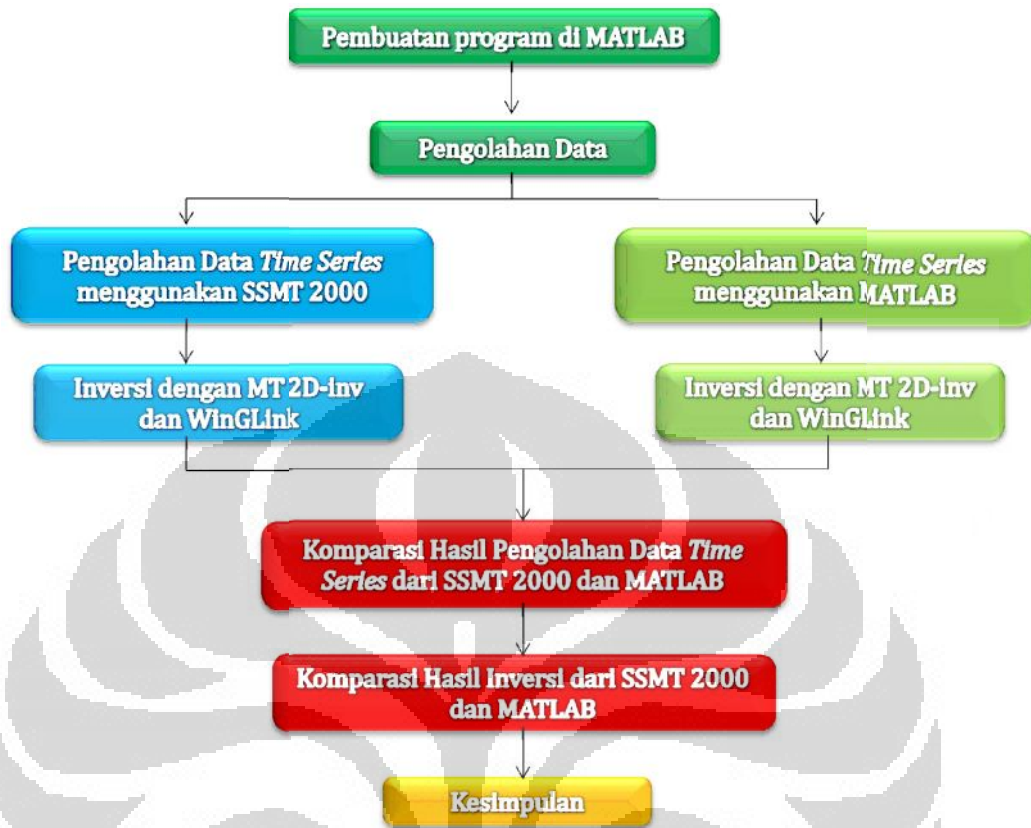 Pembuatan program di MATLAB
Pengolahan Data
Pengolahan Data Time Series
menggunakan SSMT 2000
Pengolahan Data Time Series
menggunakan MATLAB
Inversi dengan MT 2D-inv
dan WinGLink
Inversi dengan MT 2D-inv
dan WinGLink
Komparasi Hasil Pengolahan Data Time
Series dari SSMT 2000 dan MATLAB
Komparasi Hasil Inversi dari SSMT 2000
dan MATLAB
Kesimpulan